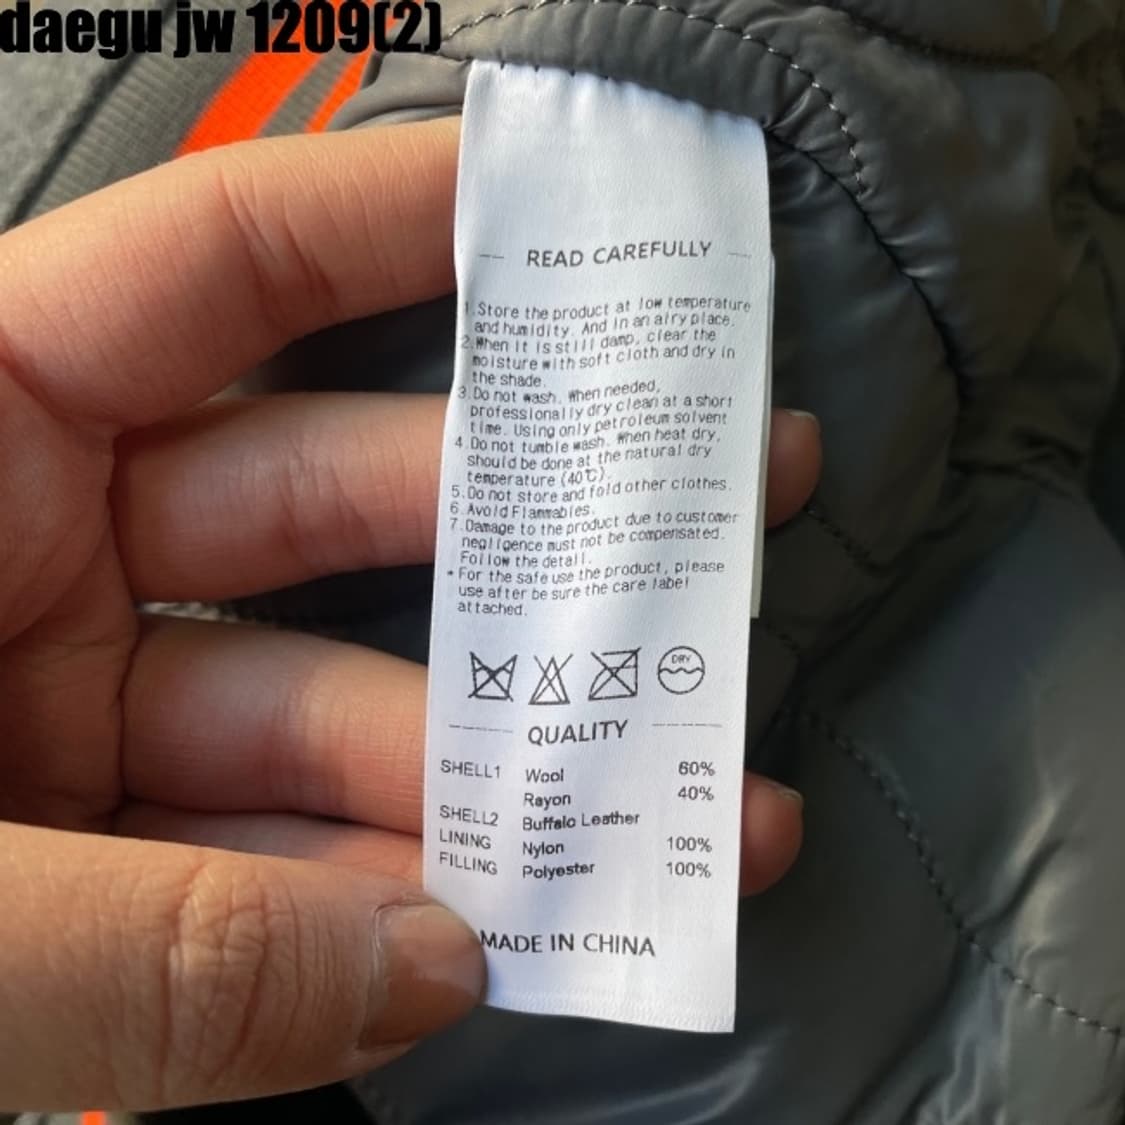 daegu jw 1209(2)
READ CAREFULLY
1.Store the product at low temperature
and humidity. And in an airy place.
2.When it is still damp, clear the
moisture with soft cloth and dry in
the shade.
3.Do not wash. When needed,
professionally dry clean at a short
time. Using only petroleum solvent
4.Do not tumble wash. When heat dry,
should be done at the natural dry
temperature (40℃).
5.Do not store and fold other clothes.
6.Avoid Flammables.
7.Damage to the product due to customer
negligence must not be compensated.
Follow the detail.
* For the safe use the product, please
use after be sure the care label
attached.
DRY
QUALITY
SHELL1 Wool 60%
Rayon 40%
SHELL2 Buffalo Leather
LINING Nylon 100%
FILLING Polyester 100%
MADE IN CHINA